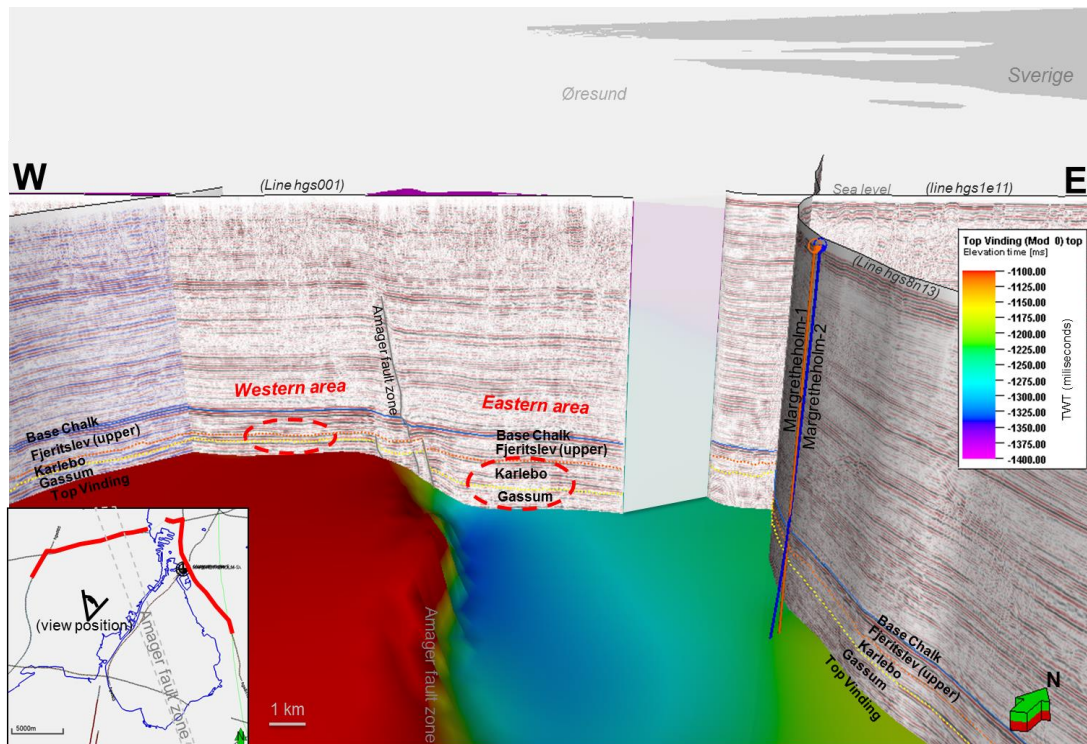 Øresund
Sverige
W
(Line hgs001)
Sea level
(line hgs1e11)
E
Top Vinding (Mod 0) top
Elevation time [ms]
-1100.00
-1125.00
-1150.00
-1175.00
-1200.00
-1225.00
-1250.00
-1275.00
-1300.00
-1325.00
-1350.00
-1375.00
-1400.00
TWT (miliseconds)
(Line hgs8n13)
Margretheholm-1
Margretheholm-2
Amager fault zone
Western area
Eastern area
Base Chalk
Fjeritslev (upper)
Karlebo
Gassum
Top Vinding
Base Chalk
Fjeritslev (upper)
Karlebo
Gassum
Base Chalk
Fjeritslev (upper)
Karlebo
Gassum
Top Vinding
Amager fault zone
1 km
N
(view position)
Amager fault zone
5000m